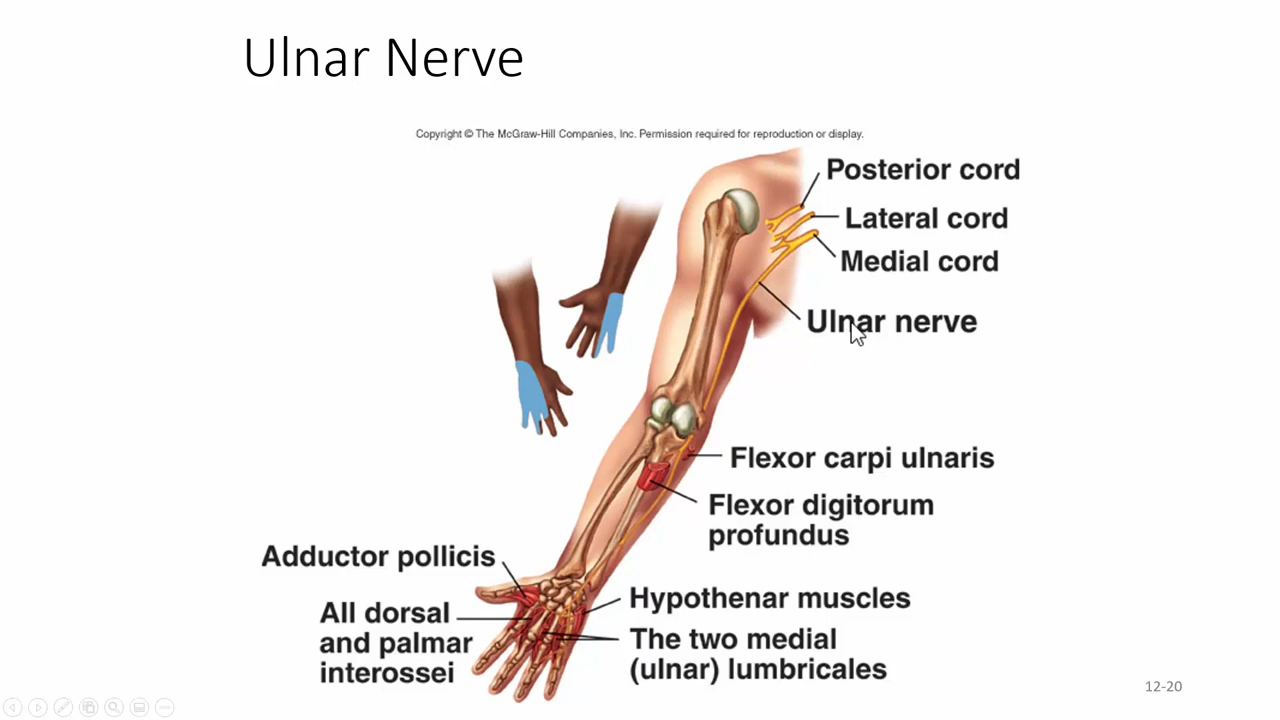 Ulnar Nerve
Copyright © The McGraw-Hill Companies, Inc. Permission required for reproduction or display.
Posterior cord
Lateral cord
Medial cord
Ulnar nerve
Flexor carpi ulnaris
Flexor digitorum
profundus
Adductor pollicis
All dorsal
and palmar
interossei
Hypothenar muscles
The two medial
(ulnar) lumbricales
12-20